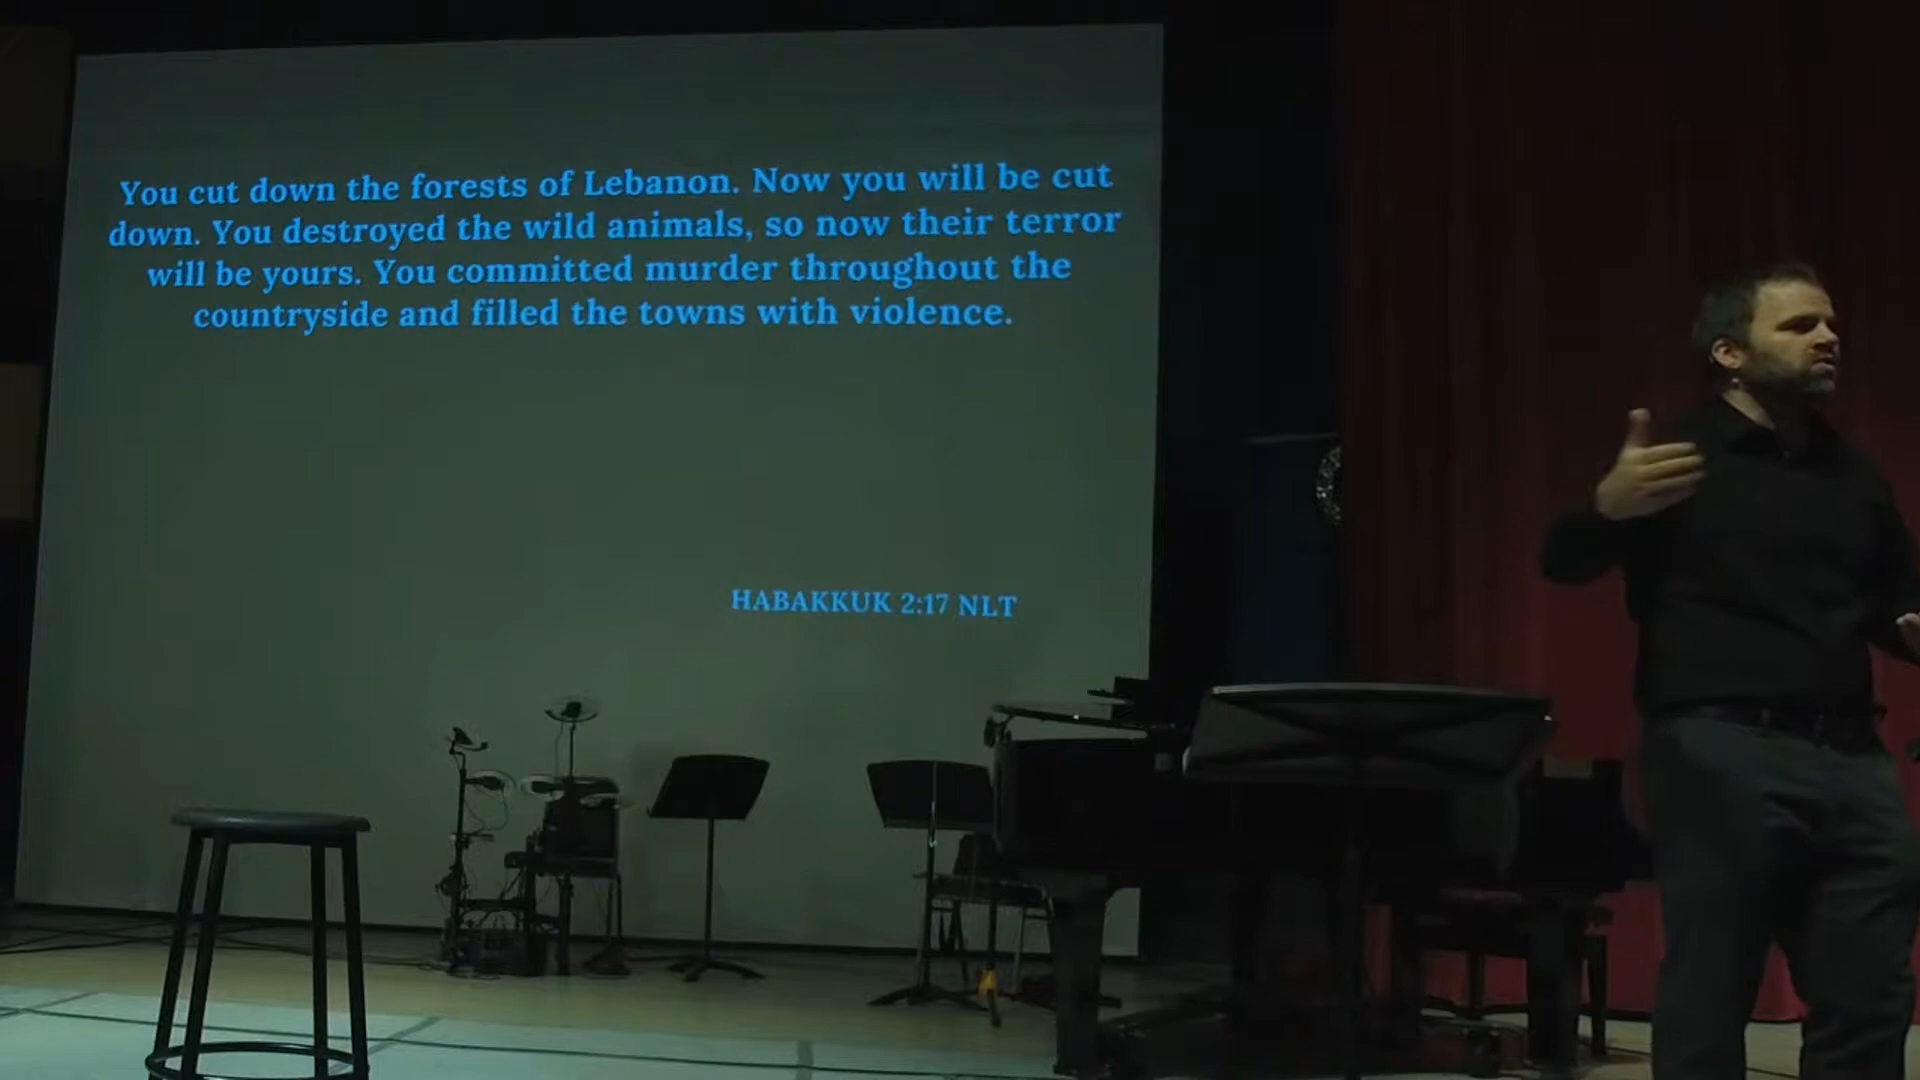 You cut down the forests of Lebanon. Now you will be cut
down. You destroyed the wild animals, so now their terror
will be yours. You committed murder throughout the
countryside and filled the towns with violence.
HABAKKUK 2:17 NLT